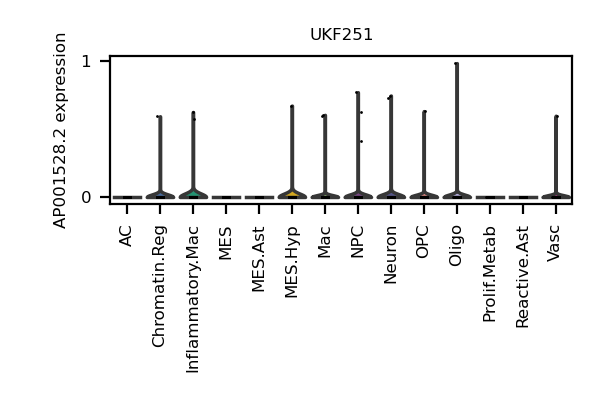 UKF251
AP001528.2 expression
1
0
AC
Chromatin.Reg
Inflammatory.Mac
MES
MES.Ast
MES.Hyp
Mac
NPC
Neuron
OPC
Oligo
Prolif.Metab
Reactive.Ast
Vasc